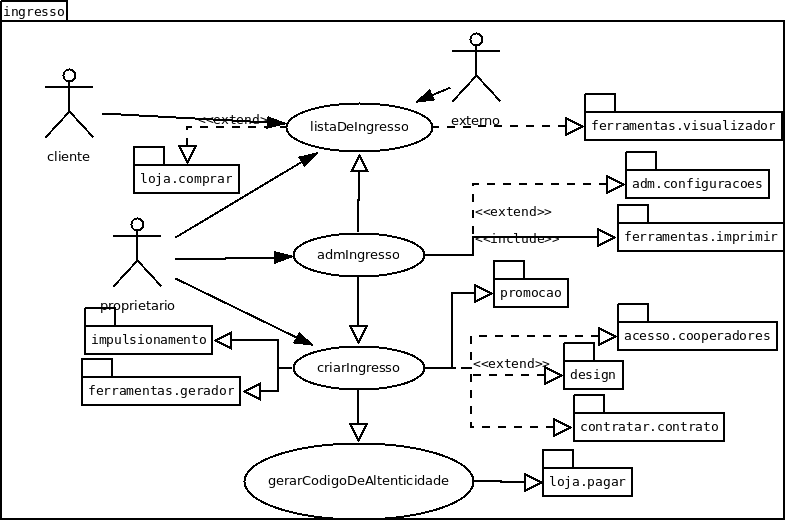 ingresso
externo
cliente
<<extend>
listaDeIngresso
ferramentas.visualizador
loja.comprar
adm.configuracoes
<<extend>>
<<include>>
ferramentas.imprimir
admIngresso
proprietario
promocao
impulsionamento
acesso.cooperadores
criarIngresso
<<extend>>
design
ferramentas.gerador
contratar.contrato
gerarCodigoDeAltenticidade
loja.pagar